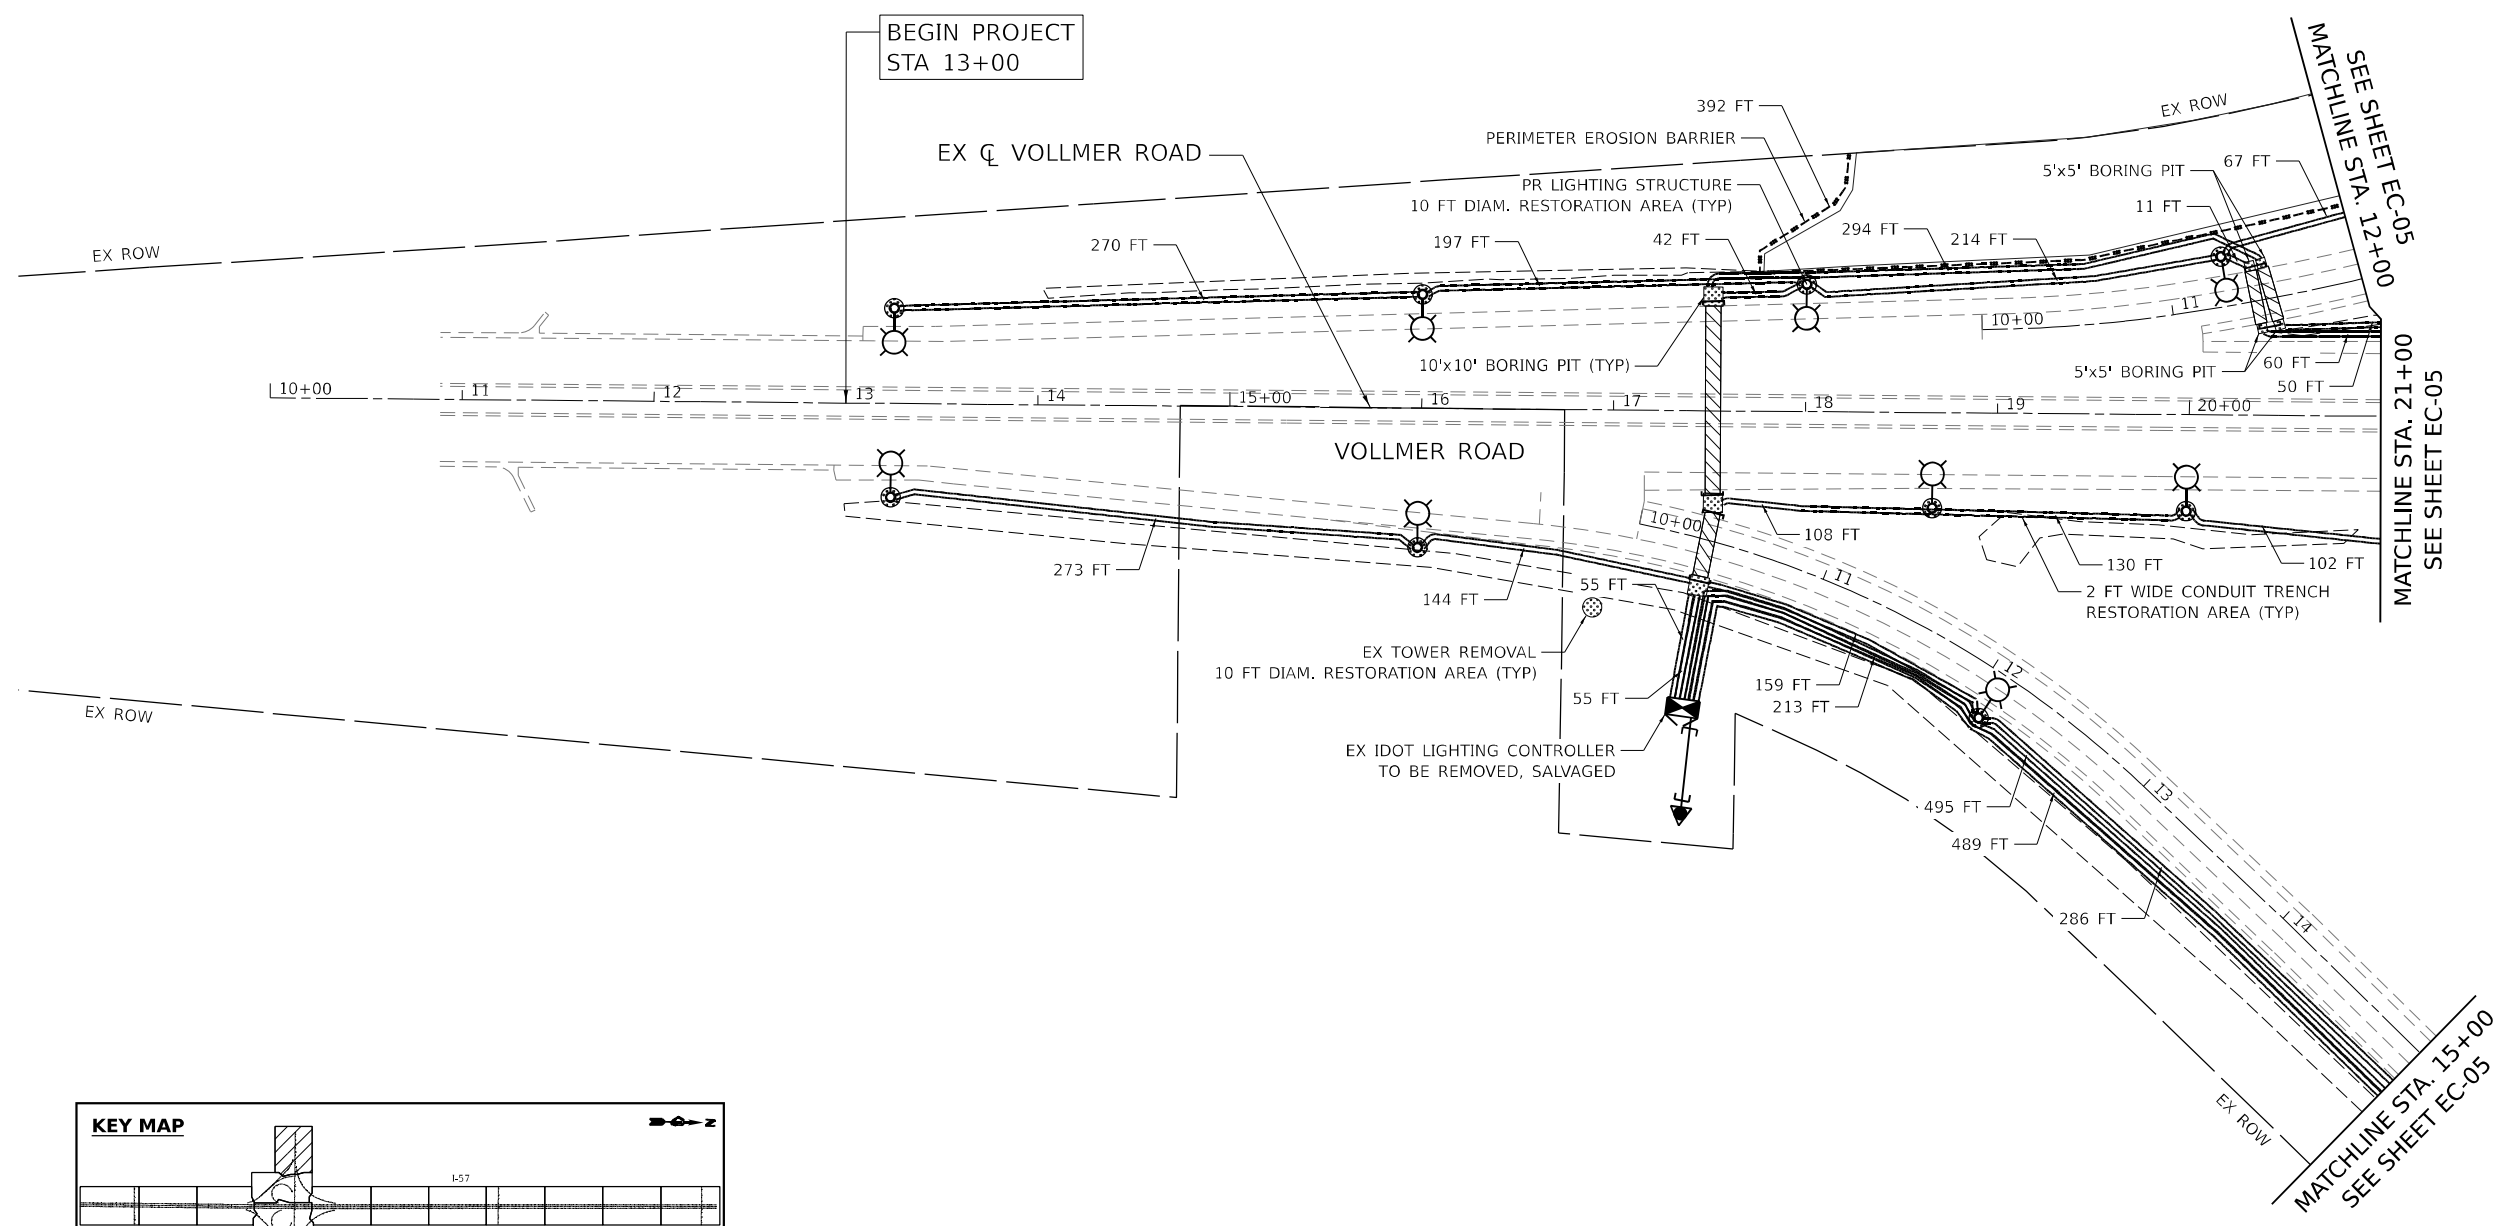 BEGIN PROJECT
STA 13+00
EX ℄ VOLLMER ROAD
392 FT
PERIMETER EROSION BARRIER
PR LIGHTING STRUCTURE
10 FT DIAM. RESTORATION AREA (TYP)
EX ROW
SEE SHEET EC-05
MATCHLINE STA. 12+00
5'x5' BORING PIT
67 FT
11 FT
EX ROW
270 FT
197 FT
42 FT
294 FT
214 FT
10+00
11
10'x10' BORING PIT (TYP)
5'x5' BORING PIT
60 FT
50 FT
10+00
11
12
13
14
15+00
16
17
18
19
20+00
MATCHLINE STA. 21+00
SEE SHEET EC-05
VOLLMER ROAD
10+00
11
12
13
14
108 FT
130 FT
102 FT
2 FT WIDE CONDUIT TRENCH
RESTORATION AREA (TYP)
273 FT
144 FT
55 FT
EX TOWER REMOVAL
10 FT DIAM. RESTORATION AREA (TYP)
55 FT
159 FT
213 FT
EX ROW
EX IDOT LIGHTING CONTROLLER
TO BE REMOVED, SALVAGED
495 FT
489 FT
286 FT
EX ROW
MATCHLINE STA. 15+00
SEE SHEET EC-05
KEY MAP
N
I-57